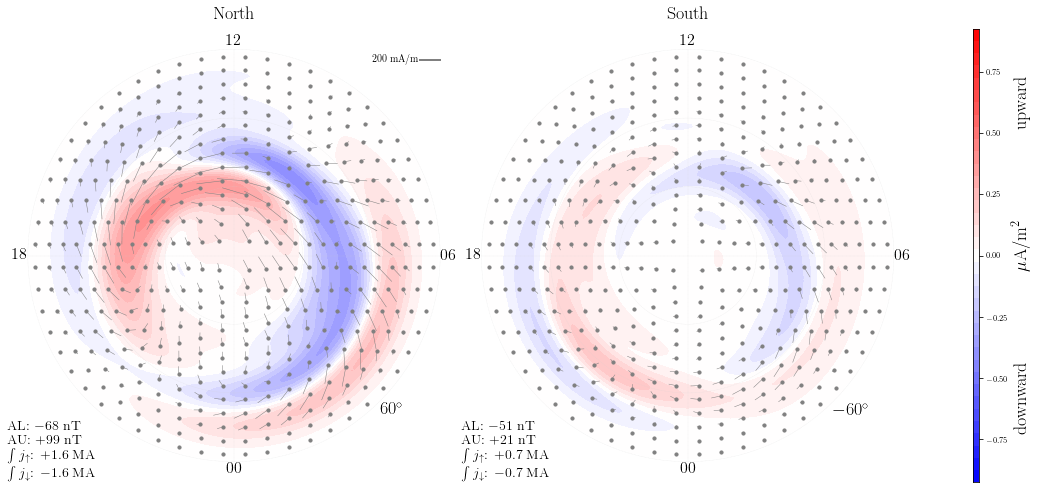 North
South
12
12
200 mA/m
18
06
18
06
60°
−60°
00
00
AL: −68 nT
AU: +99 nT
∫ j↑: +1.6 MA
∫ j↓: −1.6 MA
AL: −51 nT
AU: +21 nT
∫ j↑: +0.7 MA
∫ j↓: −0.7 MA
0.75
0.50
0.25
0.00
−0.25
−0.50
−0.75
upward
μA/m²
downward